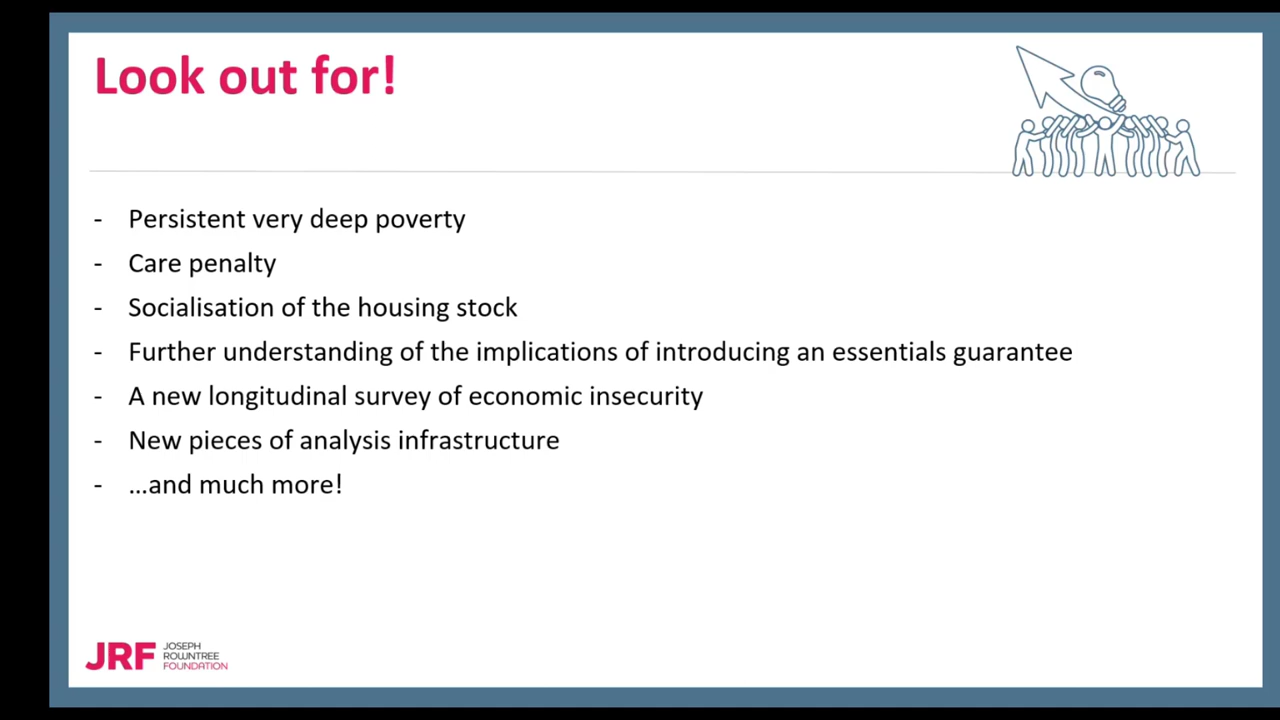 Look out for!
- Persistent very deep poverty
- Care penalty
- Socialisation of the housing stock
- Further understanding of the implications of introducing an essentials guarantee
- A new longitudinal survey of economic insecurity
- New pieces of analysis infrastructure
- …and much more!
JRF
JOSEPH
ROWNTREE
FOUNDATION